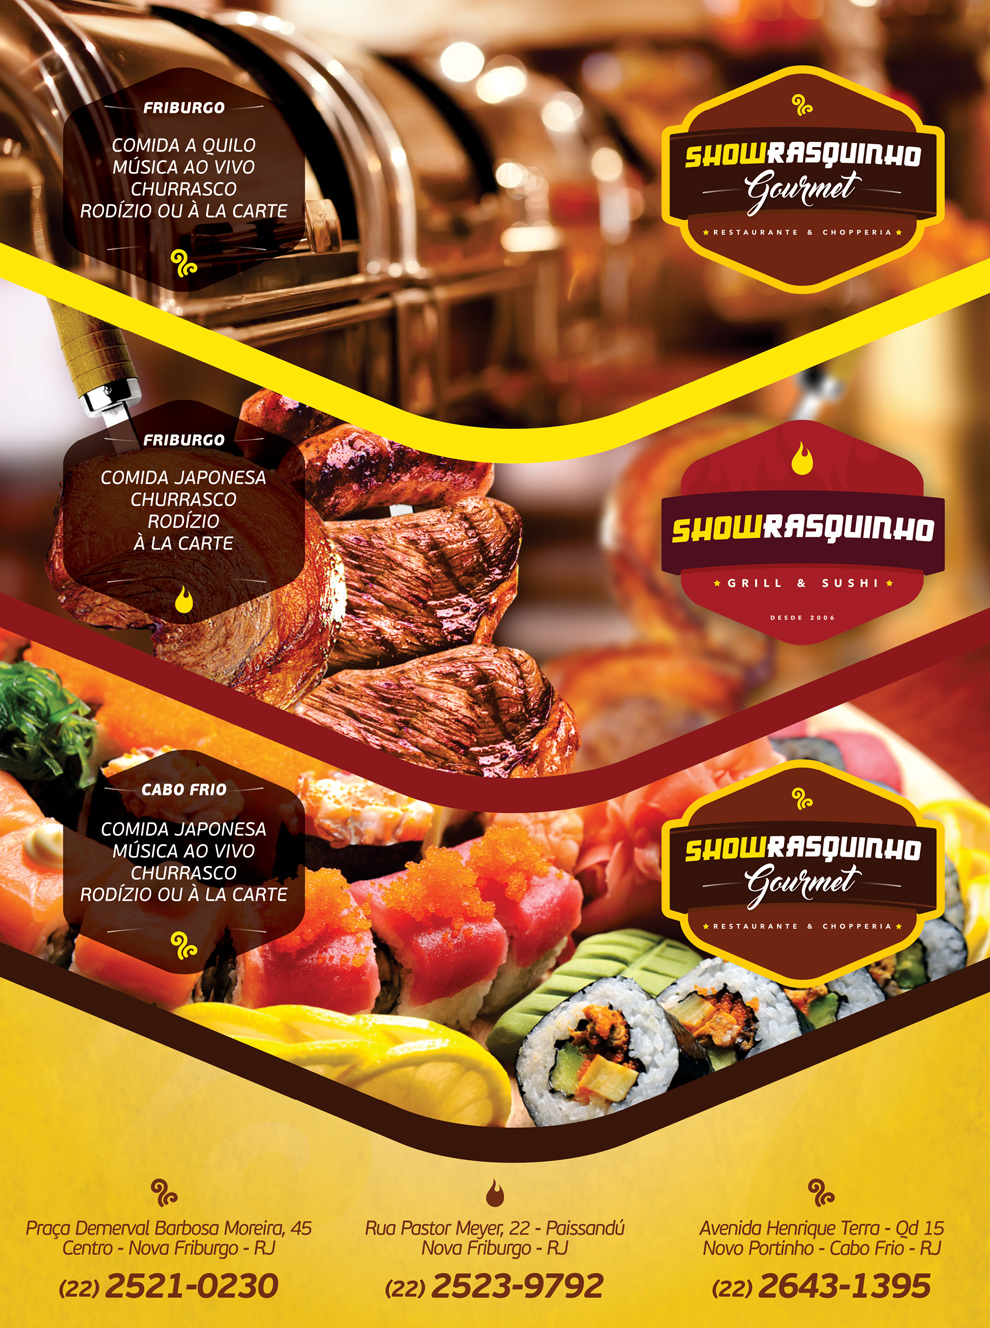 FRIBURGO
COMIDA A QUILO
MÚSICA AO VIVO
CHURRASCO
RODÍZIO OU À LA CARTE
SHOWRASQUINHO
Gourmet
★RESTAURANTE & CHOPPERIA★
FRIBURGO
COMIDA JAPONESA
CHURRASCO
RODÍZIO
À LA CARTE
SHOWRASQUINHO
★ GRILL & SUSHI ★
DESDE 2006
CABO FRIO
COMIDA JAPONESA
MÚSICA AO VIVO
CHURRASCO
RODÍZIO OU À LA CARTE
SHOWRASQUINHO
Gourmet
★RESTAURANTE & CHOPPERIA★
Praça Demerval Barbosa Moreira, 45
Centro - Nova Friburgo - RJ
(22) 2521-0230
Rua Pastor Meyer, 22 - Paissandú
Nova Friburgo - RJ
(22) 2523-9792
Avenida Henrique Terra - Qd 15
Novo Portinho - Cabo Frio - RJ
(22) 2643-1395